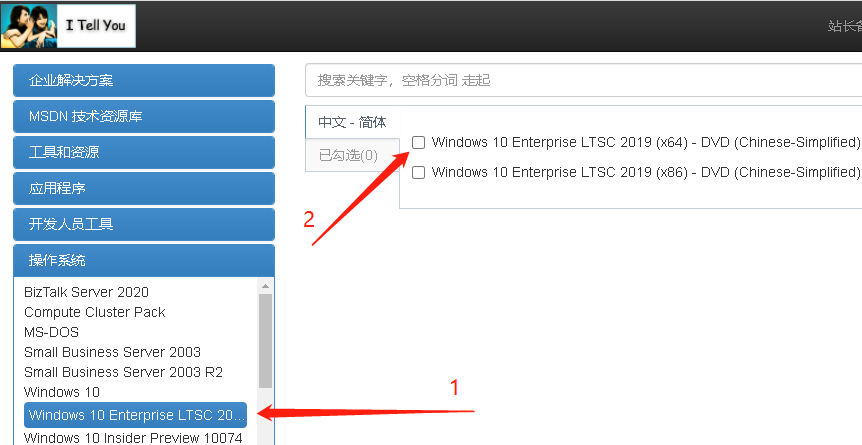 I Tell You
站长
企业解决方案
MSDN 技术资源库
工具和资源
应用程序
开发人员工具
操作系统
BizTalk Server 2020
Compute Cluster Pack
MS-DOS
Small Business Server 2003
Small Business Server 2003 R2
Windows 10
Windows 10 Enterprise LTSC 20...
Windows 10 Insider Preview 10074
搜索关键字，空格分词 走起
中文 - 简体
已勾选(0)
Windows 10 Enterprise LTSC 2019 (x64) - DVD (Chinese-Simplified)
Windows 10 Enterprise LTSC 2019 (x86) - DVD (Chinese-Simplified)
2
1